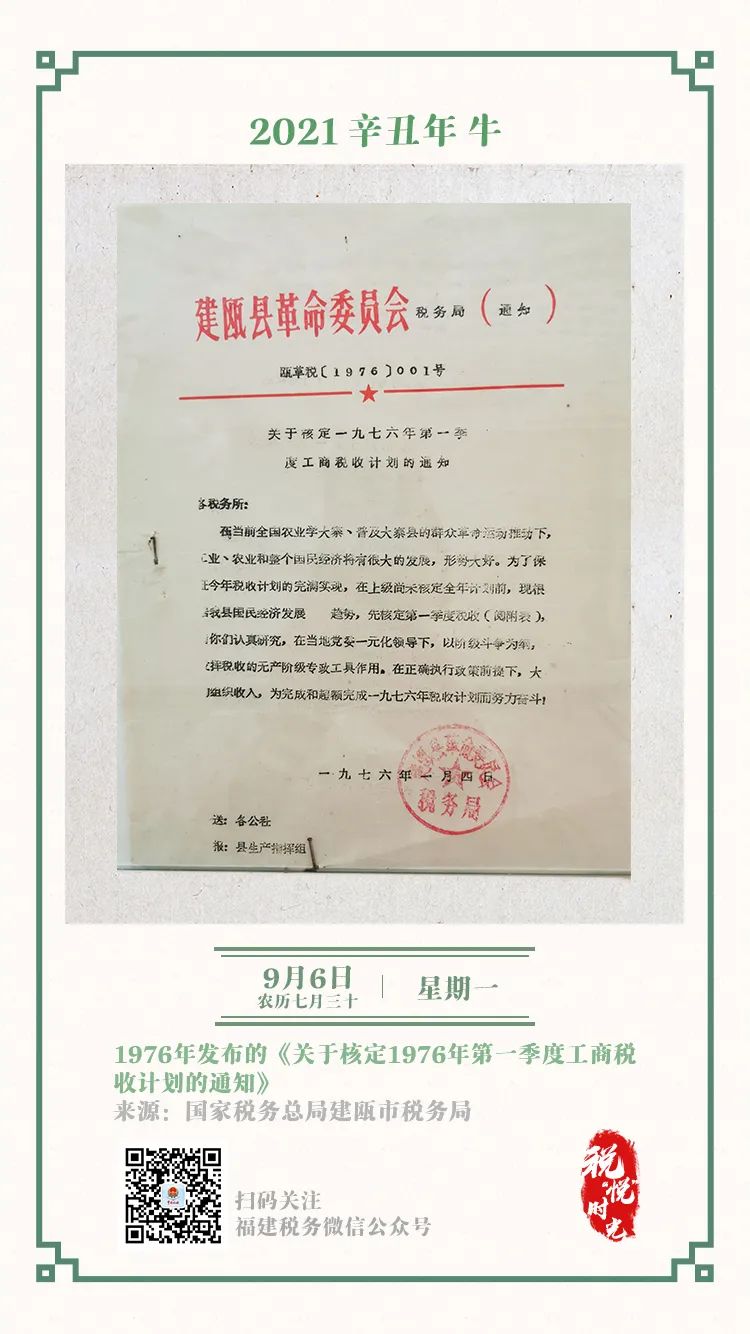 2021 辛丑年 牛
建瓯县革命委员会 税务局（通知）
瓯革税〔1976〕001号
关于核定一九七六年第一季
度工商税收计划的通知
各税务所：
在当前全国农业学大寨、普及大寨县的群众革命运动推动下，
业、农业和整个国民经济将有很大的发展，形势大好。为了保
今年税收计划的完满实现，在上级尚未核定全年计划前，现根
我县国民经济发展 趋势，先核定第一季度税收（阅附表），
你们认真研究，在当地党委一元化领导下，以阶级斗争为纲，
挥税收的无产阶级专政工具作用。在正确执行政策前提下，大
组织收入，为完成和超额完成一九七六年税收计划而努力奋斗！
一九七六年一月四日
建瓯县革命委员会
税务局
送：各公社
报：县生产指挥组
9月6日
农历七月三十
星期一
1976年发布的《关于核定1976年第一季度工商税
收计划的通知》
来源：国家税务总局建瓯市税务局
扫码关注
福建税务微信公众号
税
“悦”
时
光